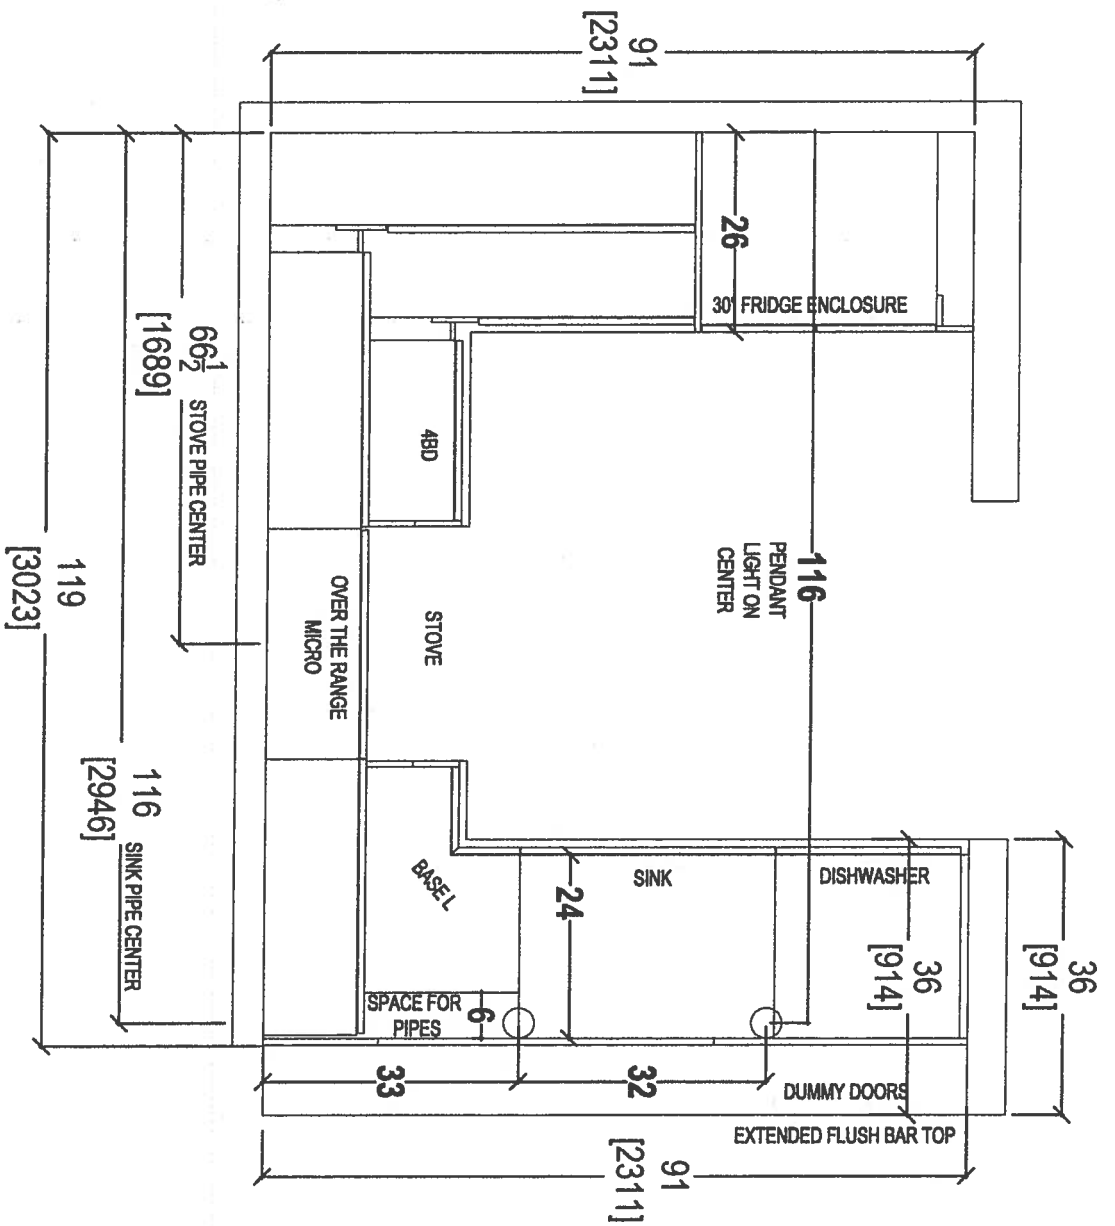 91
[2311]
26
30" FRIDGE ENCLOSURE
66 1/2
[1689]
STOVE PIPE CENTER
4BD
119
[3023]
OVER THE RANGE
MICRO
STOVE
116
PENDANT
LIGHT ON
CENTER
116
[2946]
SINK PIPE CENTER
BASE L
24
SINK
DISHWASHER
36
[914]
36
[914]
SPACE FOR
PIPES
6
33
32
DUMMY DOORS
EXTENDED FLUSH BAR TOP
91
[2311]